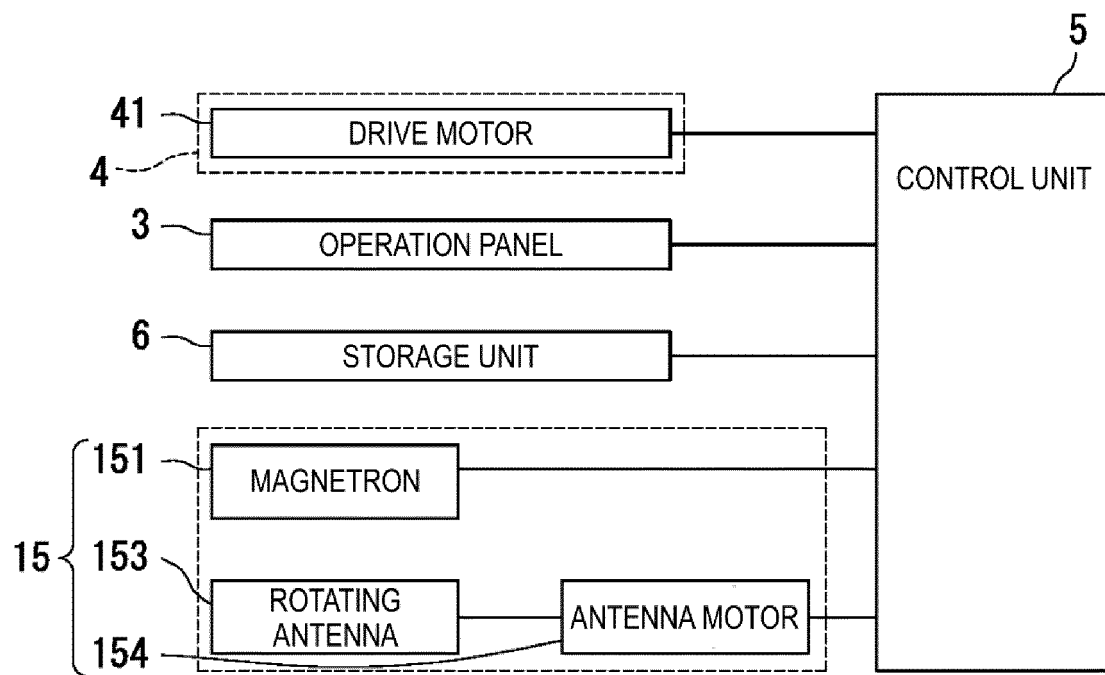 5
41
DRIVE MOTOR
4
CONTROL UNIT
3
OPERATION PANEL
6
STORAGE UNIT
151
MAGNETRON
15
153
ROTATING
ANTENNA
ANTENNA MOTOR
154